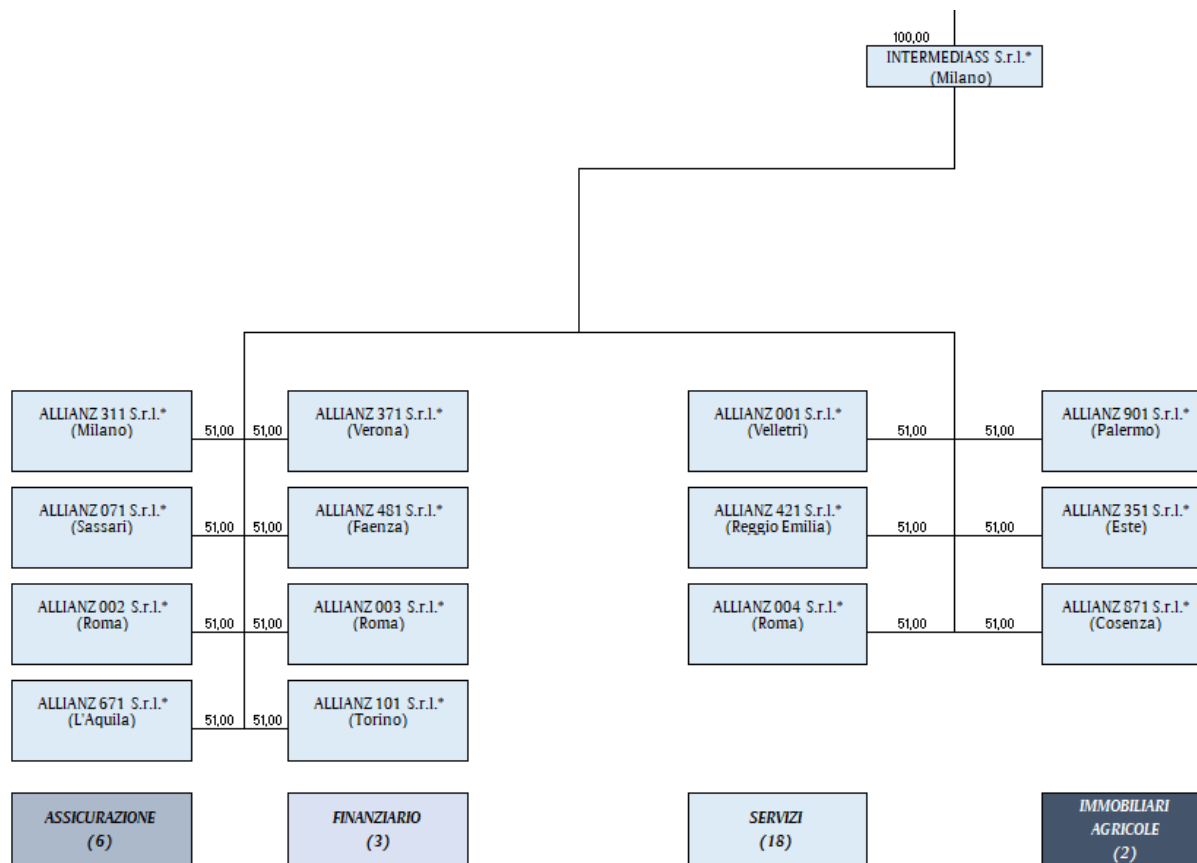 100,00
INTERMEDIASS S.r.l.*
(Milano)
ALLIANZ 311 S.r.l.*
(Milano)
51,00
51,00
ALLIANZ 371 S.r.l.*
(Verona)
ALLIANZ 001 S.r.l.*
(Velletri)
51,00
51,00
ALLIANZ 901 S.r.l.*
(Palermo)
ALLIANZ 071 S.r.l.*
(Sassari)
51,00
51,00
ALLIANZ 481 S.r.l.*
(Faenza)
ALLIANZ 421 S.r.l.*
(Reggio Emilia)
51,00
51,00
ALLIANZ 351 S.r.l.*
(Este)
ALLIANZ 002 S.r.l.*
(Roma)
51,00
51,00
ALLIANZ 003 S.r.l.*
(Roma)
ALLIANZ 004 S.r.l.*
(Roma)
51,00
51,00
ALLIANZ 871 S.r.l.*
(Cosenza)
ALLIANZ 671 S.r.l.*
(L'Aquila)
51,00
51,00
ALLIANZ 101 S.r.l.*
(Torino)
ASSICURAZIONE
(6)
FINANZIARIO
(3)
SERVIZI
(18)
IMMOBILIARI
AGRICOLE
(2)